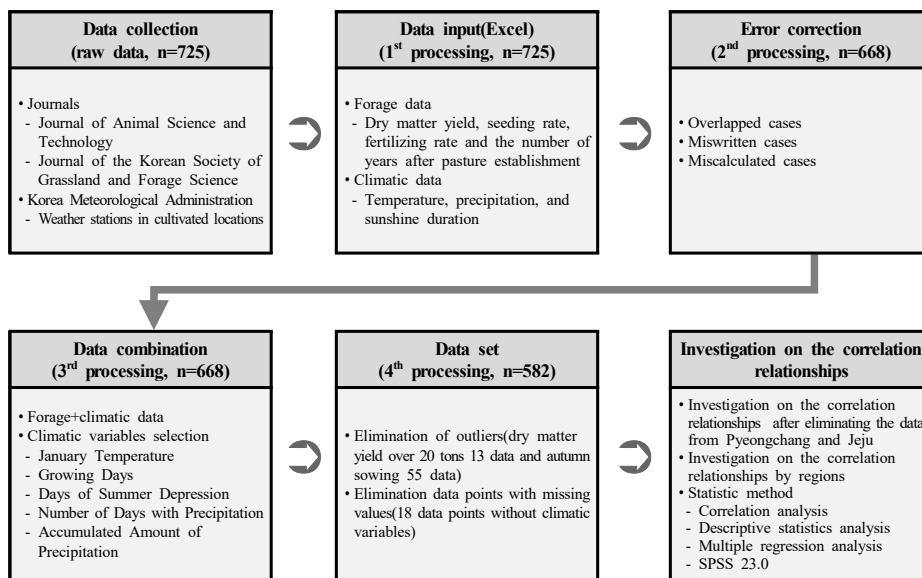 Data collection
(raw data, n=725)
• Journals
- Journal of Animal Science and
Technology
- Journal of the Korean Society of
Grassland and Forage Science
• Korea Meteorological Administration
- Weather stations in cultivated locations
Data input(Excel)
(1st processing, n=725)
• Forage data
- Dry matter yield, seeding rate,
fertilizing rate and the number of
years after pasture establishment
• Climatic data
- Temperature, precipitation, and
sunshine duration
Error correction
(2nd processing, n=668)
• Overlapped cases
• Miswritten cases
• Miscalculated cases
Data combination
(3rd processing, n=668)
• Forage+climatic data
• Climatic variables selection
- January Temperature
- Growing Days
- Days of Summer Depression
- Number of Days with Precipitation
- Accumulated Amount of
Precipitation
Data set
(4th processing, n=582)
• Elimination of outliers(dry matter
yield over 20 tons 13 data and autumn
sowing 55 data)
• Elimination data points with missing
values(18 data points without climatic
variables)
Investigation on the correlation
relationships
• Investigation on the correlation
relationships after eliminating the data
from Pyeongchang and Jeju
• Investigation on the correlation
relationships by regions
• Statistic method
- Correlation analysis
- Descriptive statistics analysis
- Multiple regression analysis
- SPSS 23.0